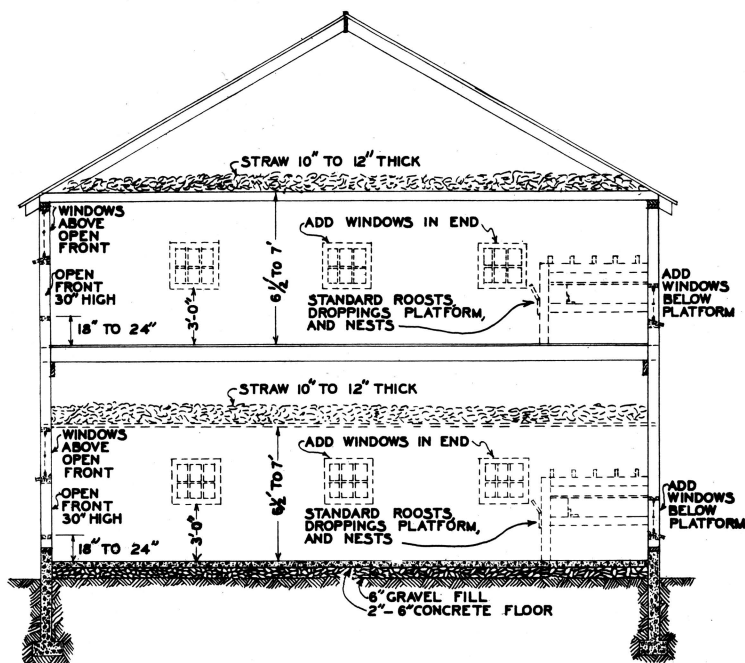 STRAW 10" TO 12" THICK
WINDOWS
ABOVE
OPEN
FRONT
ADD WINDOWS IN END
OPEN
FRONT
30" HIGH
6 1/2 TO 7'
3'-0"
18" TO 24"
STANDARD ROOSTS,
DROPPINGS PLATFORM,
AND NESTS
ADD
WINDOWS
BELOW
PLATFORM
STRAW 10" TO 12" THICK
WINDOWS
ABOVE
OPEN
FRONT
ADD WINDOWS IN END
OPEN
FRONT
30" HIGH
6 1/2' TO 7'
3'-0"
18" TO 24"
STANDARD ROOSTS,
DROPPINGS PLATFORM,
AND NESTS
ADD
WINDOWS
BELOW
PLATFORM
6" GRAVEL FILL
2"-6" CONCRETE FLOOR